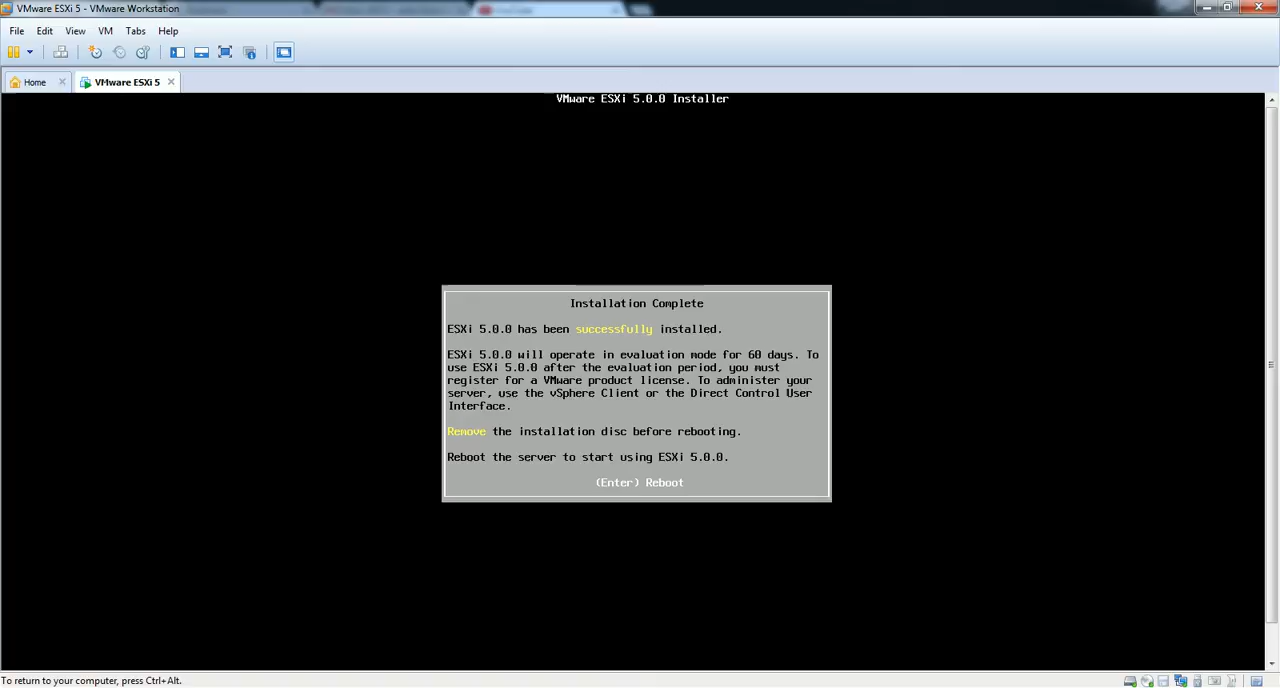 VMware ESXi 5 - VMware Workstation
File Edit View VM Tabs Help
Home VMware ESXi 5
VMware ESXi 5.0.0 Installer
Installation Complete
ESXi 5.0.0 has been successfully installed.
ESXi 5.0.0 will operate in evaluation mode for 60 days. To
use ESXi 5.0.0 after the evaluation period, you must
register for a VMware product license. To administer your
server, use the vSphere Client or the Direct Control User
Interface.
Remove the installation disc before rebooting.
Reboot the server to start using ESXi 5.0.0.
(Enter) Reboot
To return to your computer, press Ctrl+Alt.